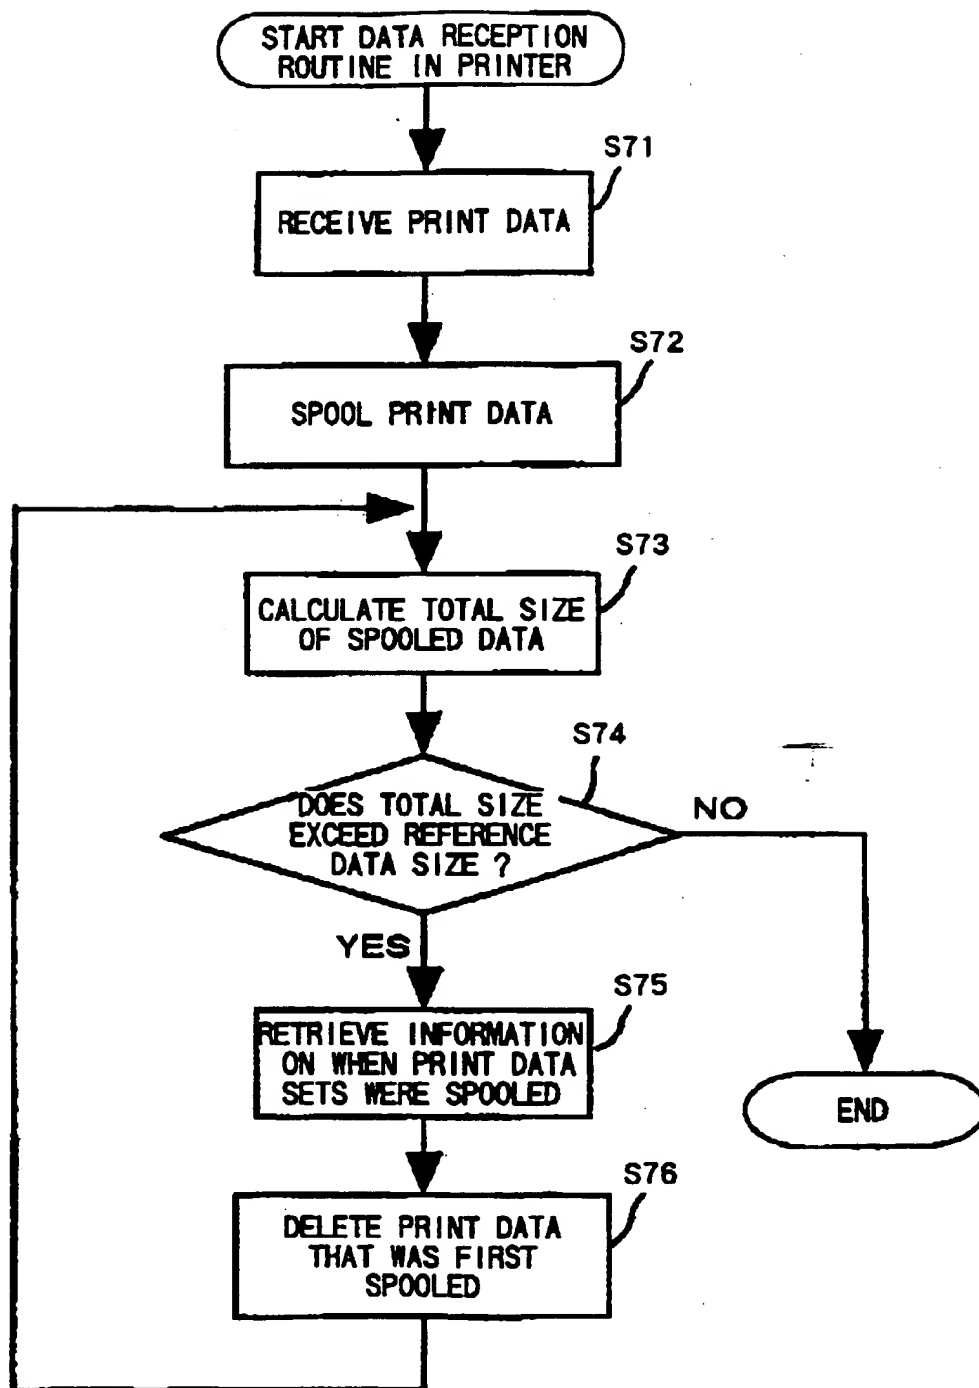 START DATA RECEPTION
ROUTINE IN PRINTER
S71
RECEIVE PRINT DATA
S72
SPOOL PRINT DATA
S73
CALCULATE TOTAL SIZE
OF SPOOLED DATA
S74
DOES TOTAL SIZE
EXCEED REFERENCE
DATA SIZE ?
NO
YES
S75
RETRIEVE INFORMATION
ON WHEN PRINT DATA
SETS WERE SPOOLED
END
S76
DELETE PRINT DATA
THAT WAS FIRST
SPOOLED